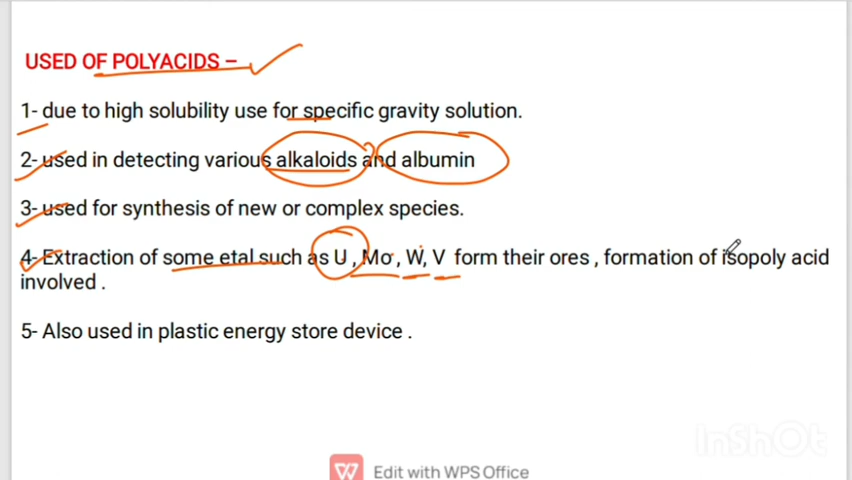 USED OF POLYACIDS –
1- due to high solubility use for specific gravity solution.
2- used in detecting various alkaloids and albumin
3- used for synthesis of new or complex species.
4- Extraction of some etal such as U , Mo , W, V form their ores , formation of isopoly acid
involved .
5- Also used in plastic energy store device .
InShOt
Edit with WPS Office